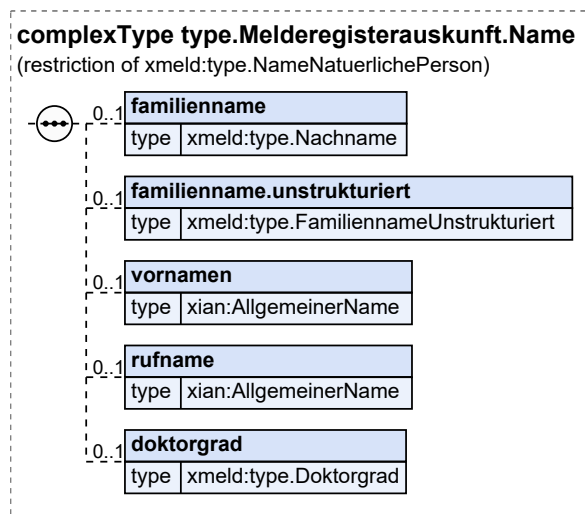 complexType type.Melderegisterauskunft.Name
(restriction of xmeld:type.NameNatuerlichePerson)
0..1 familienname
type xmeld:type.Nachname
0..1 familienname.unstrukturiert
type xmeld:type.FamiliennameUnstrukturiert
0..1 vornamen
type xian:AllgemeinerName
0..1 rufname
type xian:AllgemeinerName
0..1 doktorgrad
type xmeld:type.Doktorgrad